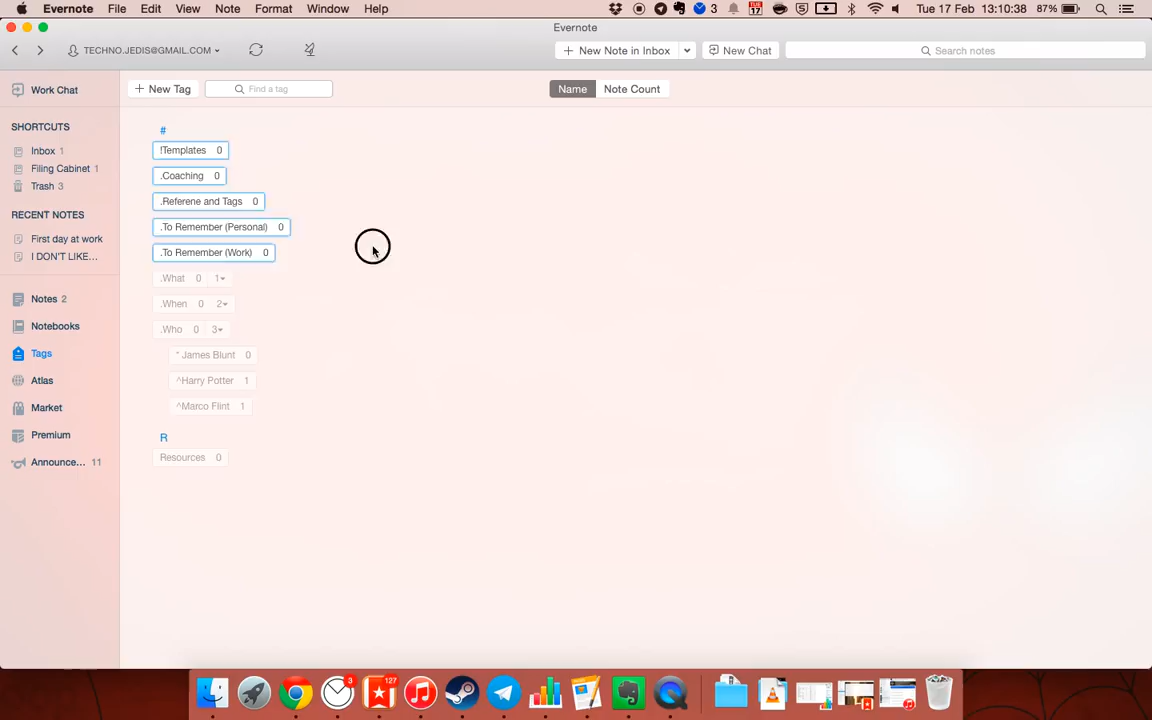 Evernote File Edit View Note Format Window Help 3 17 5 Tue 17 Feb 13:10:38 87%
Evernote
TECHNO.JEDIS@GMAIL.COM + New Note in Inbox New Chat Search notes
Work Chat
+ New Tag Find a tag Name Note Count
SHORTCUTS
Inbox 1
Filing Cabinet 1
Trash 3
RECENT NOTES
First day at work
I DON'T LIKE...
Notes 2
Notebooks
Tags
Atlas
Market
Premium
Announce... 11
#
!Templates 0
.Coaching 0
.Referene and Tags 0
.To Remember (Personal) 0
.To Remember (Work) 0
.What 0 1
.When 0 2
.Who 0 3
* James Blunt 0
^Harry Potter 1
^Marco Flint 1
R
Resources 0
3 127